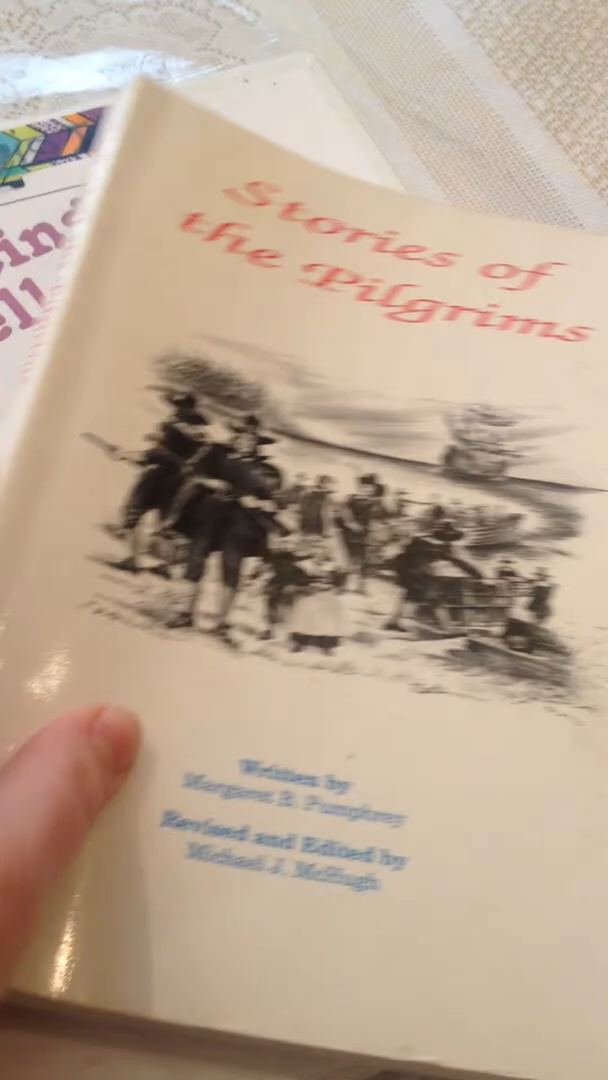 Stories of
the Pilgrims
Written by
Margaret B. Pumphrey
Revised and Edited by
Michael J. McHugh